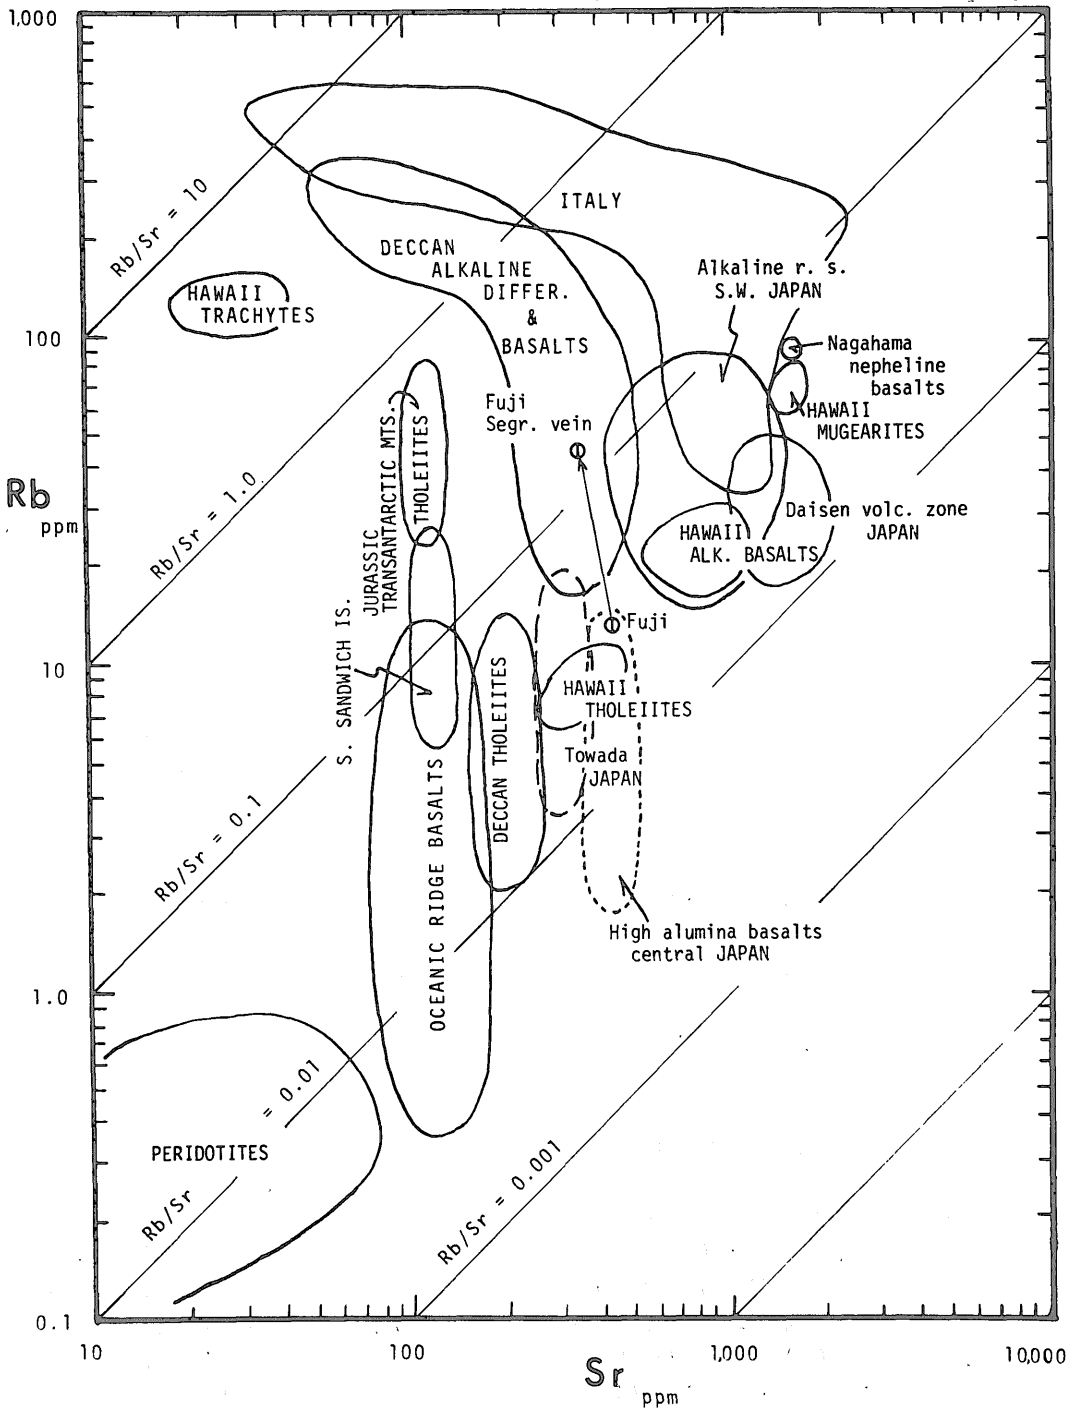 1,000
Rb/Sr = 10
ITALY
DECCAN
ALKALINE
DIFFER.
&
BASALTS
Alkaline r. s.
S.W. JAPAN
HAWAII
TRACHYTES
100
Nagahama
nepheline
basalts
HAWAII
MUGEARITES
Fuji
Segr. vein
JURASSIC
TRANSANTARCTIC MTS.
THOLEIITES
Rb
ppm
Rb/Sr = 1.0
Daisen volc. zone
JAPAN
HAWAII
ALK. BASALTS
S. SANDWICH IS.
Fuji
10
HAWAII
THOLEIITES
DECCAN THOLEIITES
Towada
JAPAN
Rb/Sr = 0.1
OCEANIC RIDGE BASALTS
High alumina basalts
central JAPAN
1.0
Rb/Sr = 0.01
PERIDOTITES
Rb/Sr = 0.001
0.1
10
100
1,000
10,000
Sr
ppm